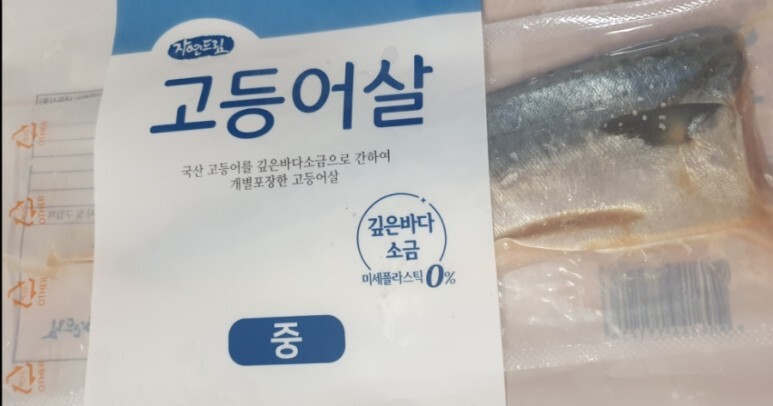 자연드림
고등어살
국산 고등어를 깊은바다소금으로 간하여
개별포장한 고등어살
깊은바다
소금
미세플라스틱 0%
중